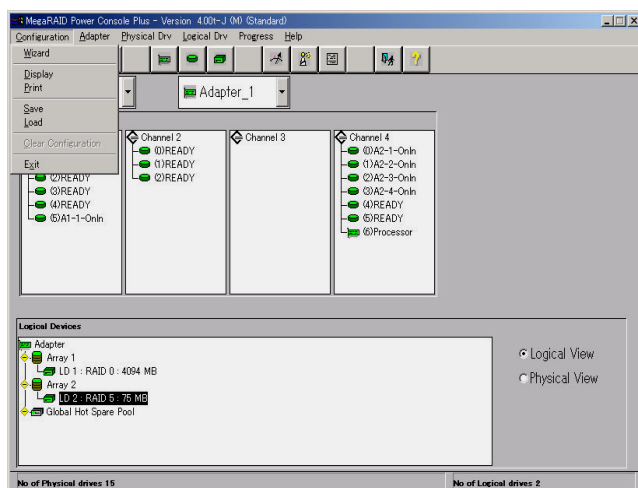 MegaRAID Power Console Plus - Version 4.00t-J (M) (Standard)
Configuration Adapter Physical Drv Logical Drv Progress Help
Wizard
Display
Print
Save
Load
Clear Configuration
Exit
Adapter_1
(2)READY
(3)READY
(4)READY
(5)A1-1-Onln
Channel 2
(0)READY
(1)READY
(2)READY
Channel 3
Channel 4
(0)A2-1-Onln
(1)A2-2-Onln
(2)A2-3-Onln
(3)A2-4-Onln
(4)READY
(5)READY
(6)Processor
Logical Devices
Adapter
Array 1
LD 1 : RAID 0 : 4094 MB
Array 2
LD 2 : RAID 5 : 75 MB
Global Hot Spare Pool
Logical View
Physical View
No of Physical drives 15
No of Logical drives 2